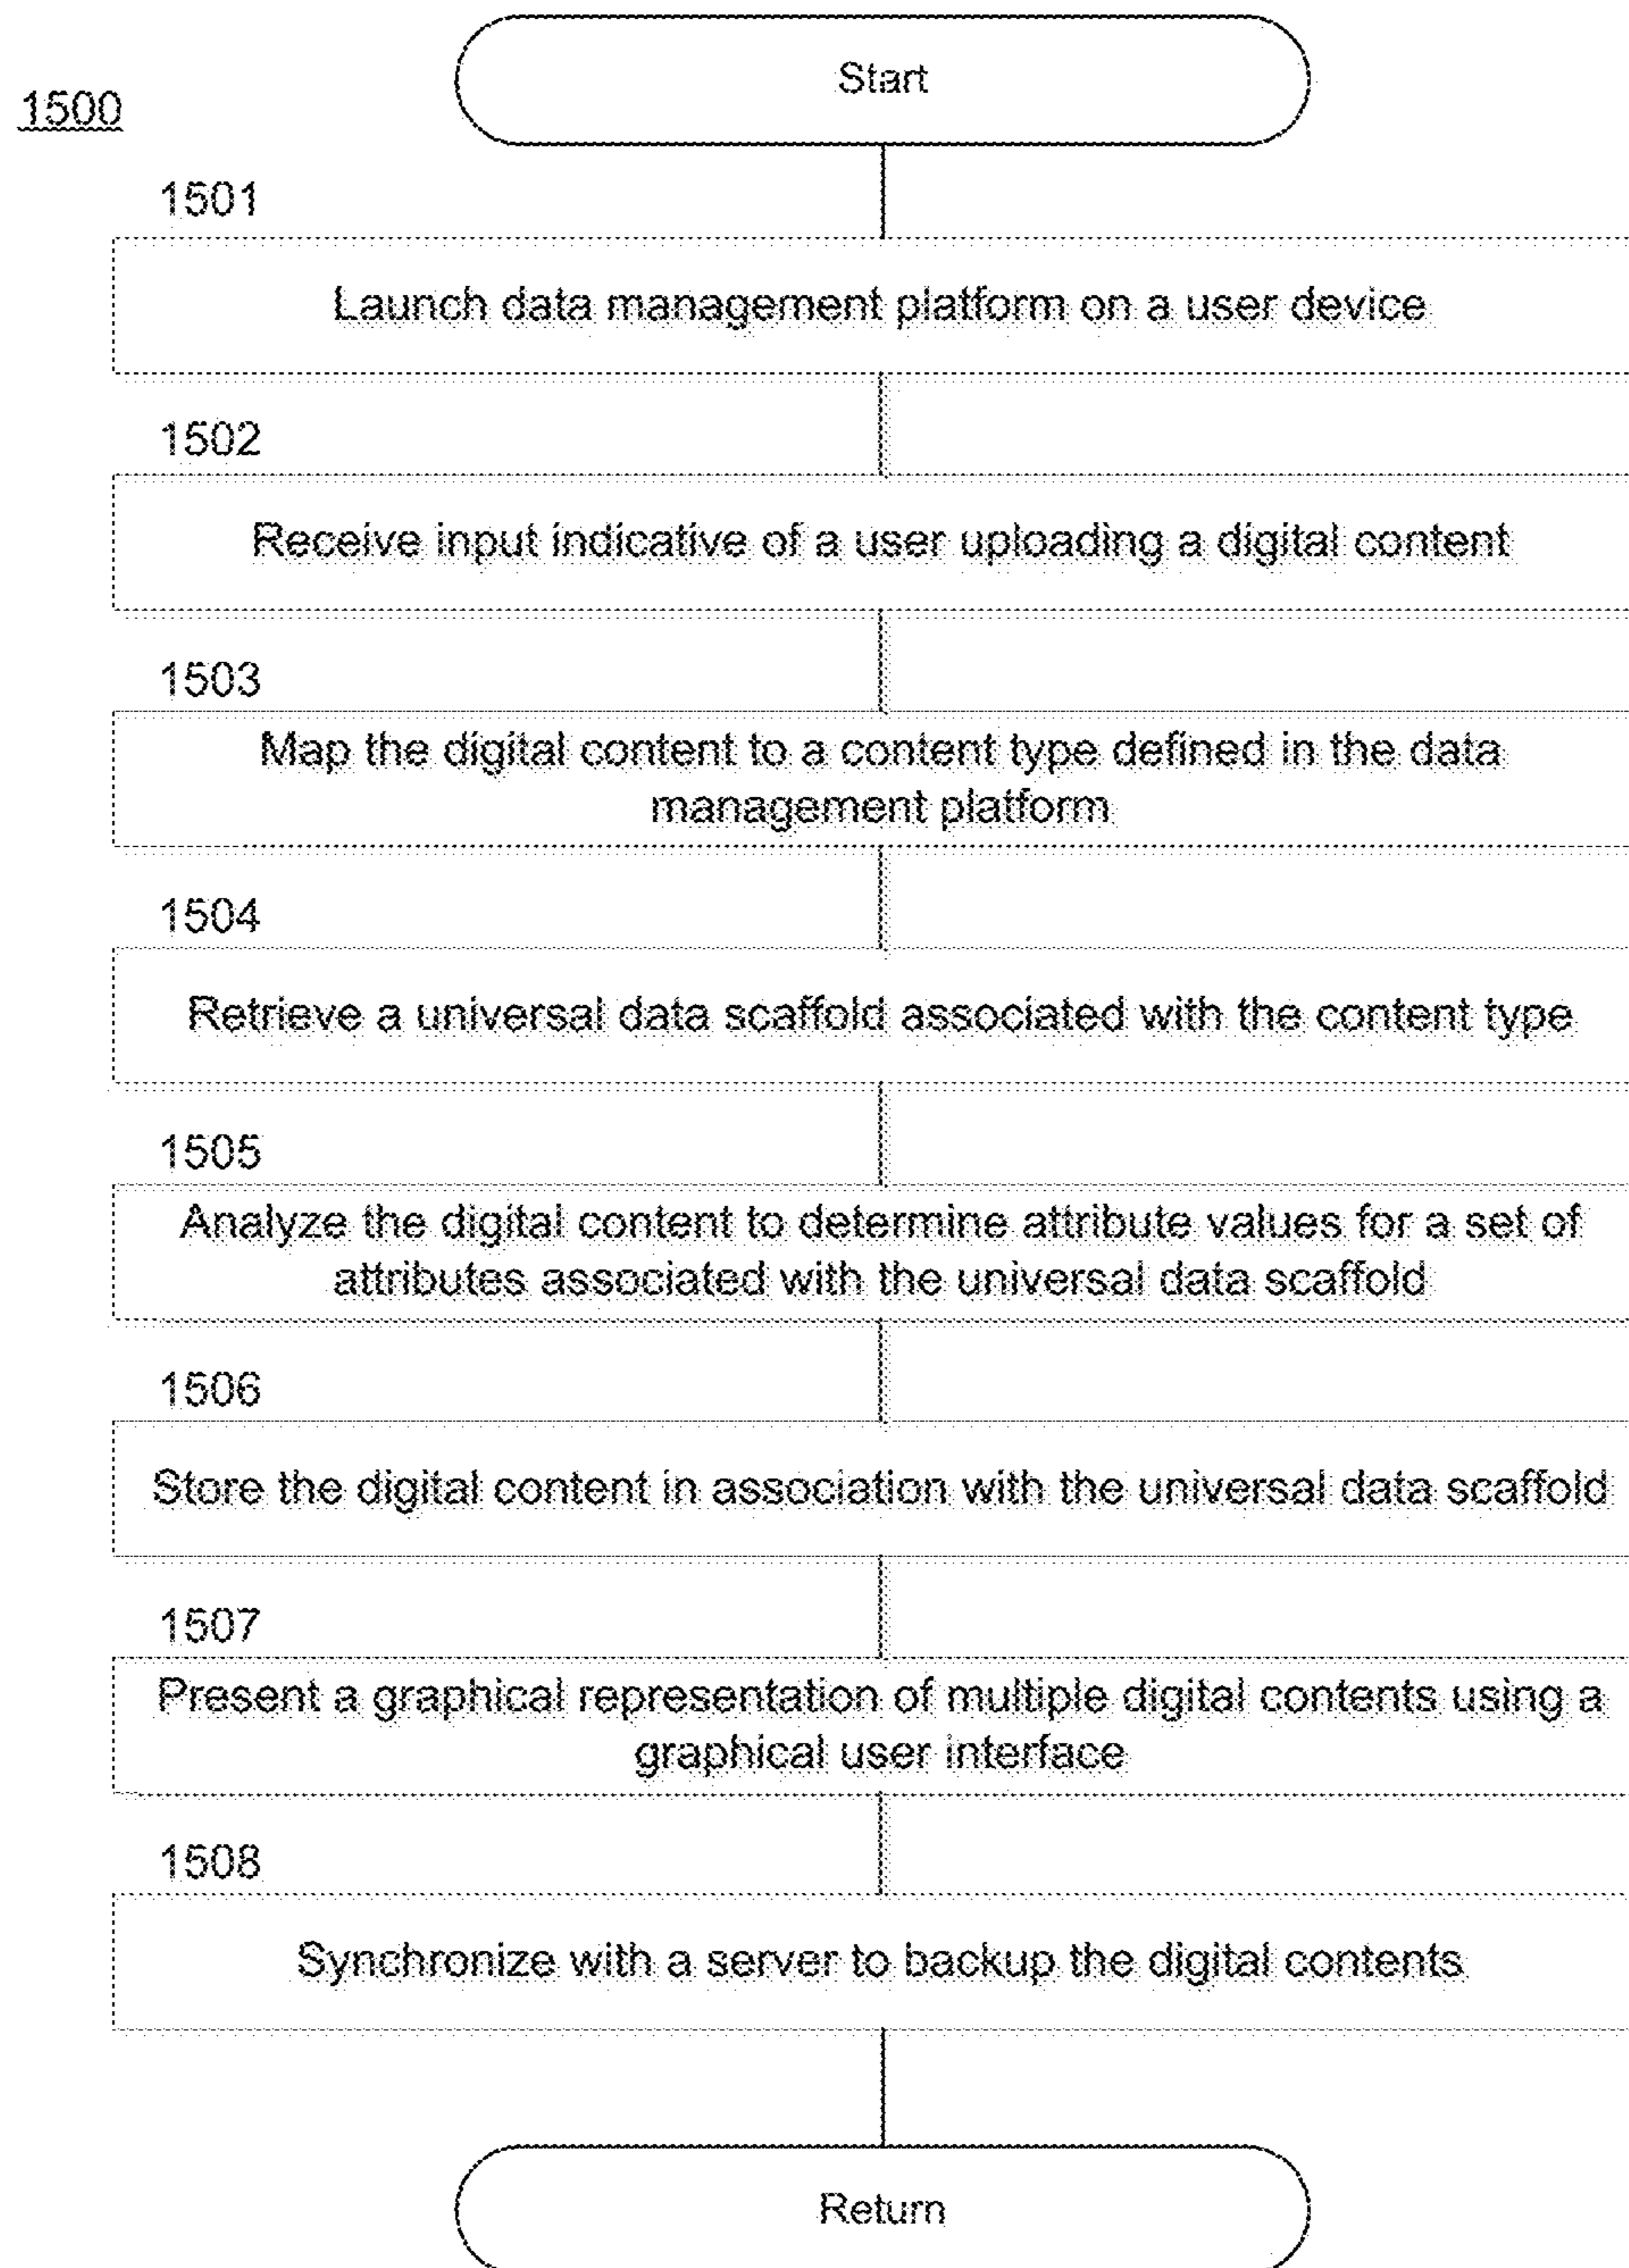 Start
1500
1501
Launch data management platform on a user device
1502
Receive input indicative of a user uploading a digital content
1503
Map the digital content to a content type defined in the data
management platform
1504
Retrieve a universal data scaffold associated with the content type
1505
Analyze the digital content to determine attribute values for a set of
attributes associated with the universal data scaffold
1506
Store the digital content in association with the universal data scaffold
1507
Present a graphical representation of multiple digital contents using a
graphical user interface
1508
Synchronize with a server to backup the digital contents
Return